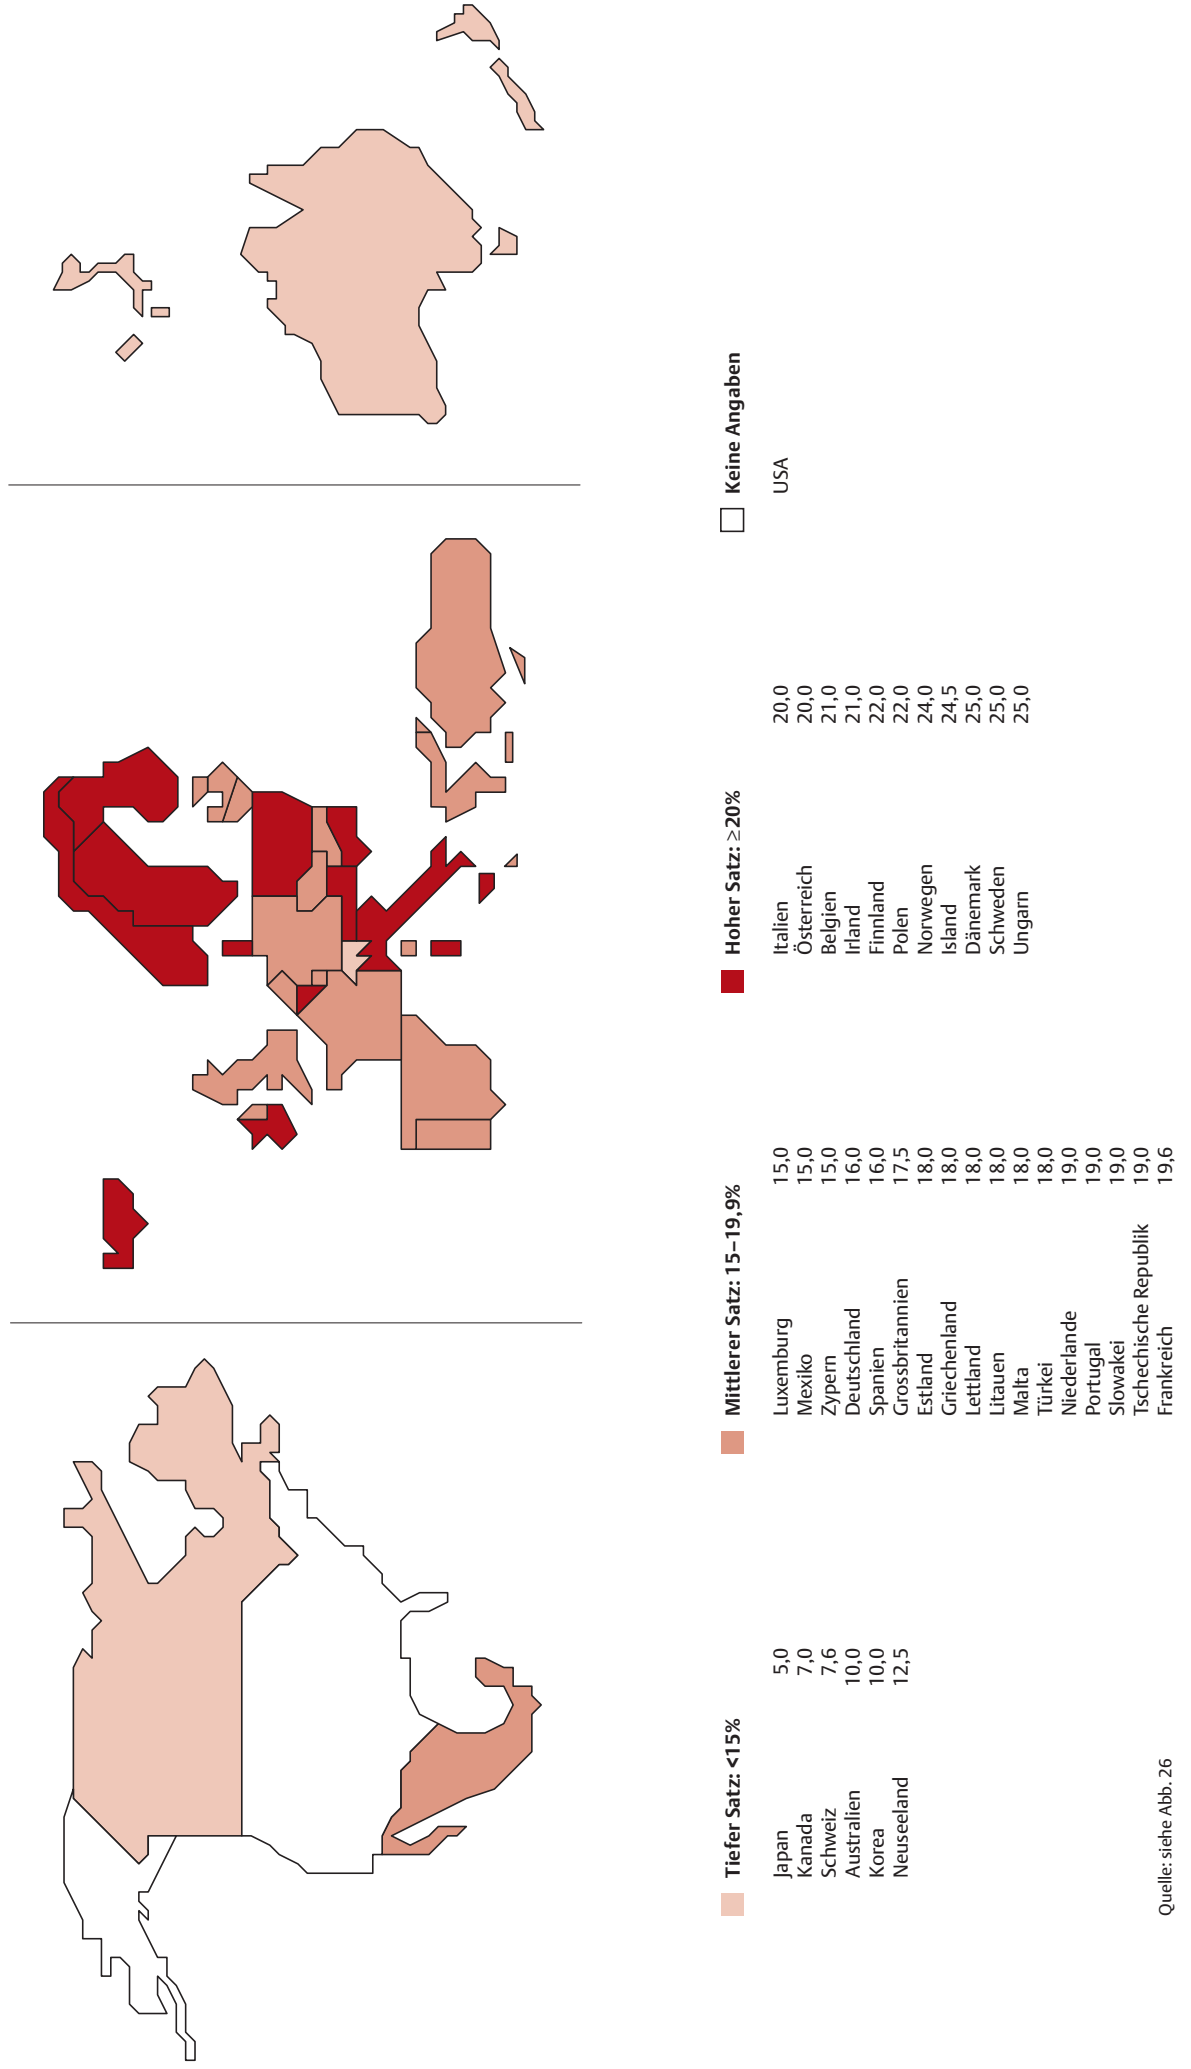 Tiefer Satz: <15%
Japan 5,0
Kanada 7,0
Schweiz 7,6
Australien 10,0
Korea 10,0
Neuseeland 12,5
Mittlerer Satz: 15–19,9%
Luxemburg 15,0
Mexiko 15,0
Zypern 15,0
Deutschland 16,0
Spanien 16,0
Grossbritannien 17,5
Estland 18,0
Griechenland 18,0
Lettland 18,0
Litauen 18,0
Malta 18,0
Türkei 18,0
Niederlande 19,0
Portugal 19,0
Slowakei 19,0
Tschechische Republik 19,0
Frankreich 19,6
Hoher Satz: ≥20%
Italien 20,0
Österreich 20,0
Belgien 21,0
Irland 21,0
Finnland 22,0
Polen 22,0
Norwegen 24,0
Island 24,5
Dänemark 25,0
Schweden 25,0
Ungarn 25,0
Keine Angaben
USA
Quelle: siehe Abb. 26